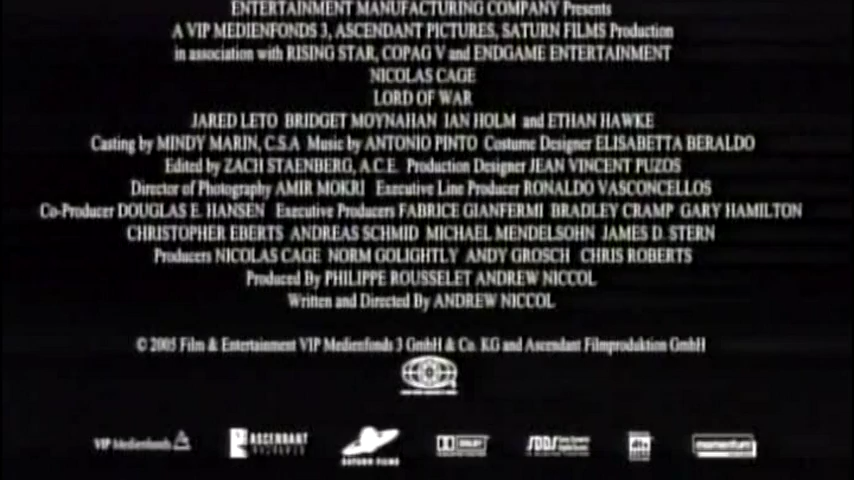 ENTERTAINMENT MANUFACTURING COMPANY Presents
A VIP MEDIENFONDS 3, ASCENDANT PICTURES, SATURN FILMS Production
in association with RISING STAR, COPAG V and ENDGAME ENTERTAINMENT
NICOLAS CAGE
LORD OF WAR
JARED LETO BRIDGET MOYNAHAN IAN HOLM and ETHAN HAWKE
Casting by MINDY MARIN, C.S.A Music by ANTONIO PINTO Costume Designer ELISABETTA BERALDO
Edited by ZACH STAENBERG, A.C.E. Production Designer JEAN VINCENT PUZOS
Director of Photography AMIR MOKRI Executive Line Producer RONALDO VASCONCELLOS
Co-Producer DOUGLAS E. HANSEN Executive Producers FABRICE GIANFERMI BRADLEY CRAMP GARY HAMILTON
CHRISTOPHER EBERTS ANDREAS SCHMID MICHAEL MENDELSOHN JAMES D. STERN
Producers NICOLAS CAGE NORM GOLIGHTLY ANDY GROSCH CHRIS ROBERTS
Produced By PHILIPPE ROUSSELET ANDREW NICCOL
Written and Directed By ANDREW NICCOL
© 2005 Film & Entertainment VIP Medienfonds 3 GmbH & Co. KG and Ascendant Filmproduktion GmbH
VIP Medienfonds ASCENDANT PICTURES SATURN FILMS DOLBY SDDS dts momentum